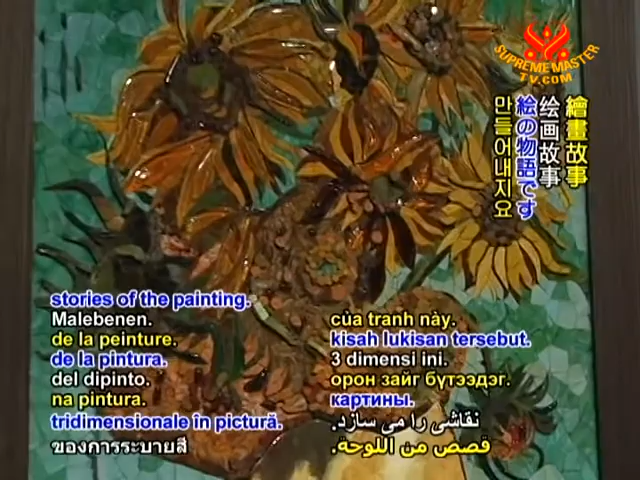 SUPREME MASTER
TV.COM
繪畫故事
绘画故事
絵の物語です
만들어내지요
stories of the painting.
Malebenen.
de la peinture.
de la pintura.
del dipinto.
na pintura.
tridimensionale în pictură.
ของการระบายสี
của tranh này.
kisah lukisan tersebut.
3 dimensi ini.
орон зайг бүтээдэг.
картины.
نقاشی را می سازد.
قصص من اللوحة.